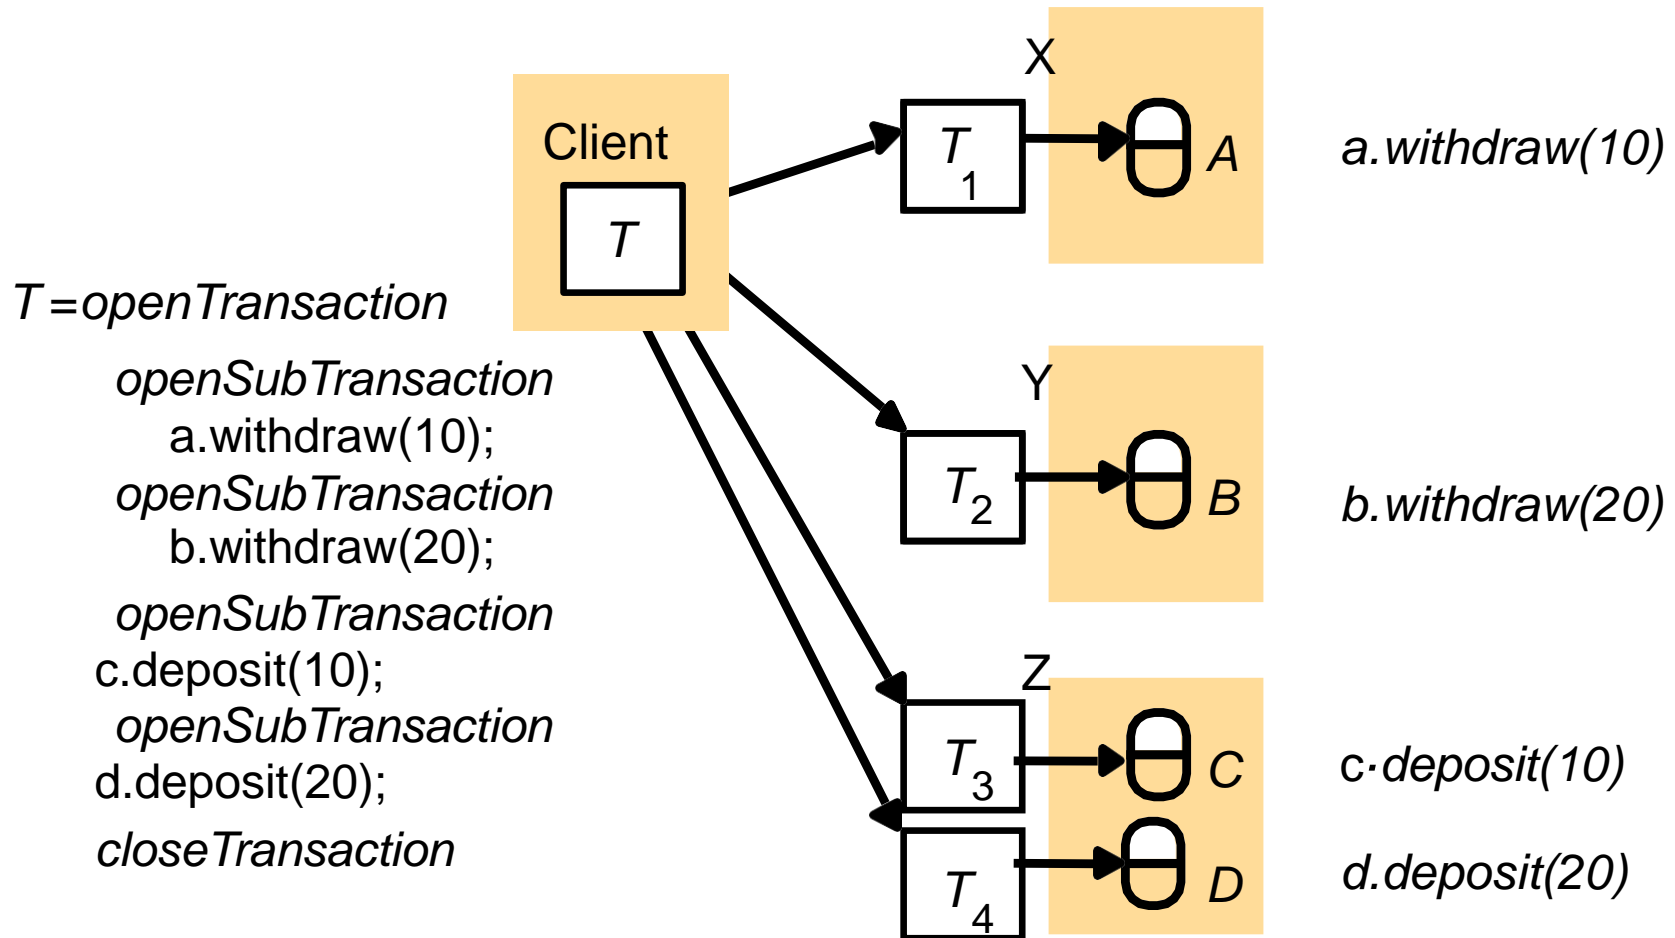 Client
T
T =openTransaction
openSubTransaction
a.withdraw(10);
openSubTransaction
b.withdraw(20);
openSubTransaction
c.deposit(10);
openSubTransaction
d.deposit(20);
closeTransaction
X
T1
A
a.withdraw(10)
Y
T2
B
b.withdraw(20)
Z
T3
C
c.deposit(10)
T4
D
d.deposit(20)